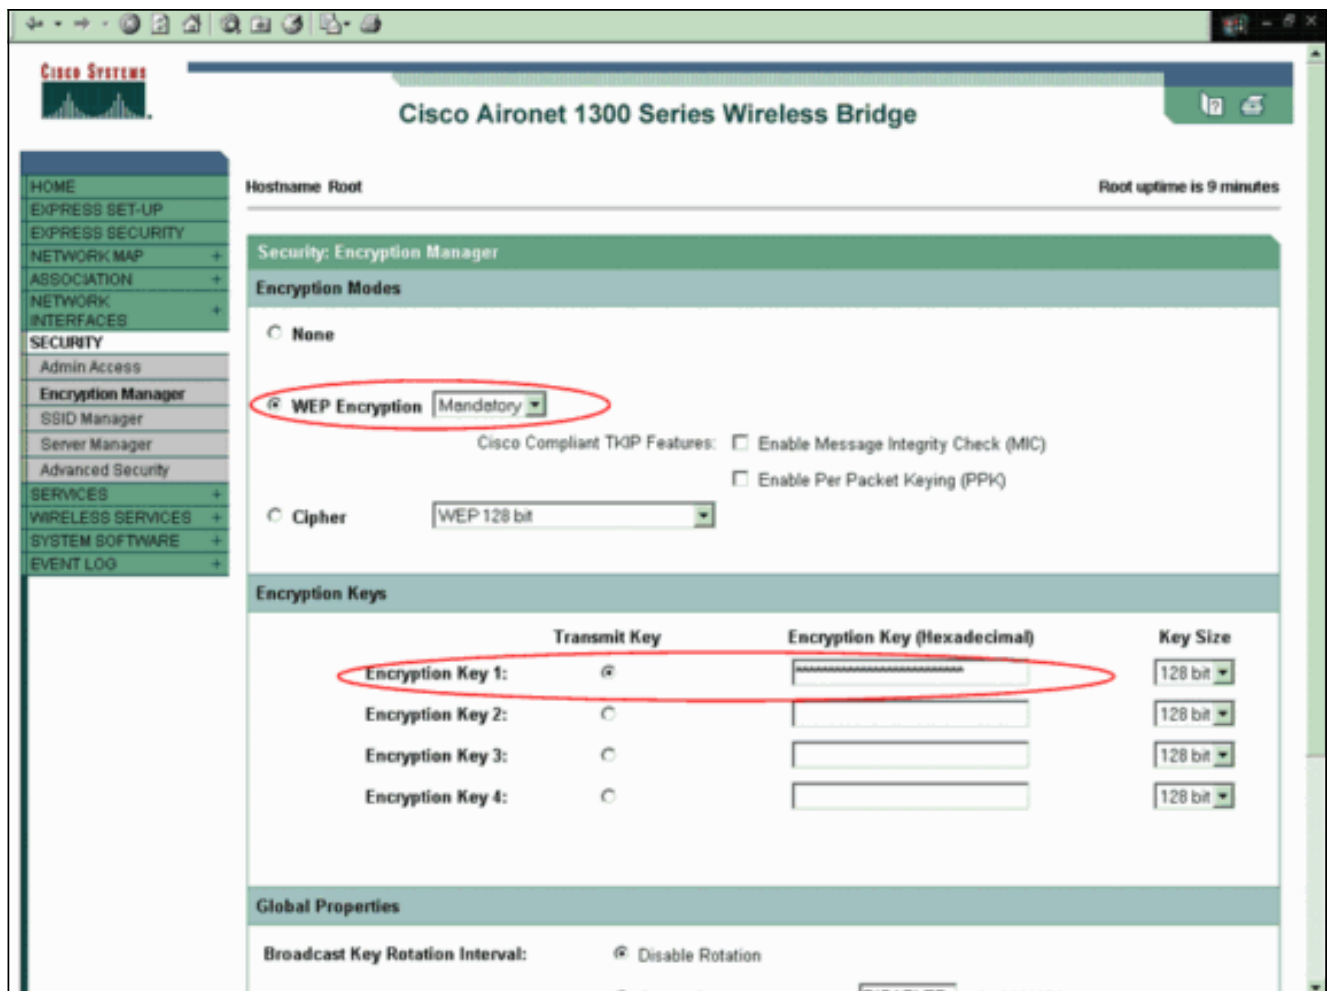 CISCO SYSTEMS
Cisco Aironet 1300 Series Wireless Bridge
HOME
EXPRESS SET-UP
EXPRESS SECURITY
NETWORK MAP +
ASSOCIATION +
NETWORK
INTERFACES +
SECURITY
Admin Access
Encryption Manager
SSID Manager
Server Manager
Advanced Security
SERVICES +
WIRELESS SERVICES +
SYSTEM SOFTWARE +
EVENT LOG +
Hostname Root
Root uptime is 9 minutes
Security: Encryption Manager
Encryption Modes
None
WEP Encryption Mandatory
Cisco Compliant TKIP Features: Enable Message Integrity Check (MIC)
Enable Per Packet Keying (PPK)
Cipher WEP 128 bit
Encryption Keys
Transmit Key Encryption Key (Hexadecimal) Key Size
Encryption Key 1: 128 bit
Encryption Key 2: 128 bit
Encryption Key 3: 128 bit
Encryption Key 4: 128 bit
Global Properties
Broadcast Key Rotation Interval: Disable Rotation